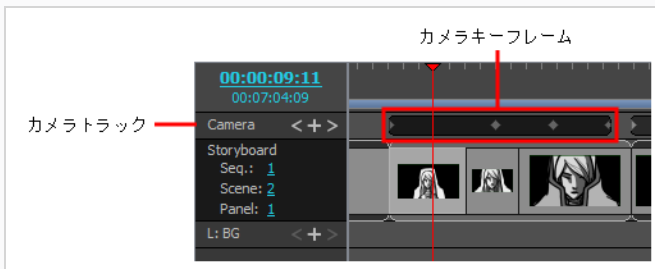 カメラキーフレーム
00:00:09:11
00:07:04:09
カメラトラック
Camera <+>
Storyboard
Seq.: 1
Scene: 2
Panel: 1
L: BG <+>